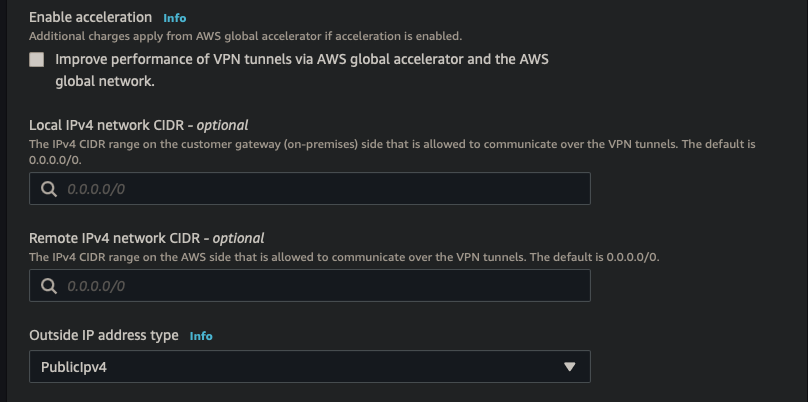 Enable acceleration Info
Additional charges apply from AWS global accelerator if acceleration is enabled.
Improve performance of VPN tunnels via AWS global accelerator and the AWS
global network.
Local IPv4 network CIDR - optional
The IPv4 CIDR range on the customer gateway (on-premises) side that is allowed to communicate over the VPN tunnels. The default is
0.0.0.0/0.
0.0.0.0/0
Remote IPv4 network CIDR - optional
The IPv4 CIDR range on the AWS side that is allowed to communicate over the VPN tunnels. The default is 0.0.0.0/0.
0.0.0.0/0
Outside IP address type Info
PublicIpv4